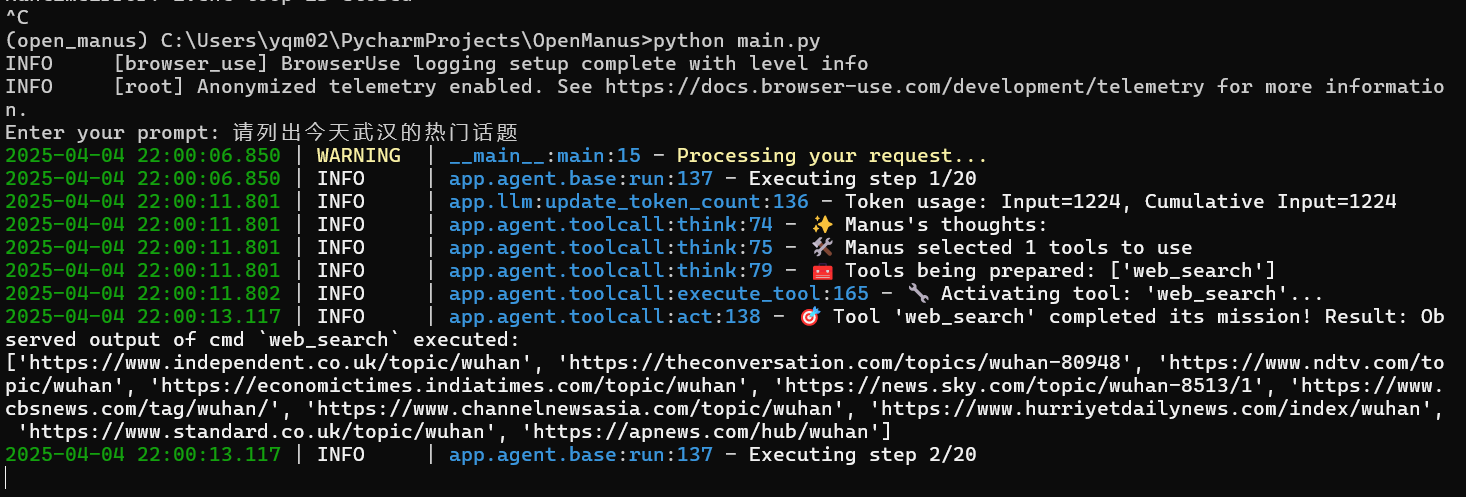 ^C
(open_manus) C:\Users\yqm02\PycharmProjects\OpenManus>python main.py
INFO     [browser_use] BrowserUse logging setup complete with level info
INFO     [root] Anonymized telemetry enabled. See https://docs.browser-use.com/development/telemetry for more informatio
n.
Enter your prompt: 请列出今天武汉的热门话题
2025-04-04 22:00:06.850 | WARNING  | __main__:main:15 - Processing your request...
2025-04-04 22:00:06.850 | INFO     | app.agent.base:run:137 - Executing step 1/20
2025-04-04 22:00:11.801 | INFO     | app.llm:update_token_count:136 - Token usage: Input=1224, Cumulative Input=1224
2025-04-04 22:00:11.801 | INFO     | app.agent.toolcall:think:74 - ✨ Manus's thoughts:
2025-04-04 22:00:11.801 | INFO     | app.agent.toolcall:think:75 - 🛠️ Manus selected 1 tools to use
2025-04-04 22:00:11.801 | INFO     | app.agent.toolcall:think:79 - 🧰 Tools being prepared: ['web_search']
2025-04-04 22:00:11.802 | INFO     | app.agent.toolcall:execute_tool:165 - 🔧 Activating tool: 'web_search'...
2025-04-04 22:00:13.117 | INFO     | app.agent.toolcall:act:138 - 🎯 Tool 'web_search' completed its mission! Result: Ob
served output of cmd `web_search` executed:
['https://www.independent.co.uk/topic/wuhan', 'https://theconversation.com/topics/wuhan-80948', 'https://www.ndtv.com/to
pic/wuhan', 'https://economictimes.indiatimes.com/topic/wuhan', 'https://news.sky.com/topic/wuhan-8513/1', 'https://www.
cbsnews.com/tag/wuhan/', 'https://www.channelnewsasia.com/topic/wuhan', 'https://www.hurriyetdailynews.com/index/wuhan',
 'https://www.standard.co.uk/topic/wuhan', 'https://apnews.com/hub/wuhan']
2025-04-04 22:00:13.117 | INFO     | app.agent.base:run:137 - Executing step 2/20